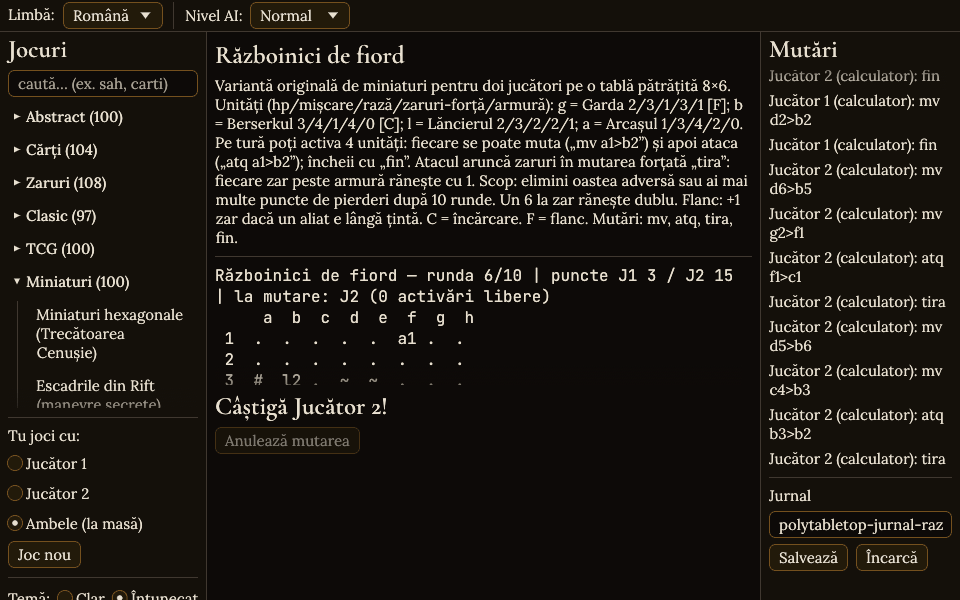 Limbă: Română ▼ Nivel AI: Normal ▼
Jocuri
caută… (ex. sah, carti)
▸ Abstract (100)
▸ Cărți (104)
▸ Zaruri (108)
▸ Clasic (97)
▸ TCG (100)
▾ Miniaturi (100)
Miniaturi hexagonale
(Trecătoarea
Cenușie)
Escadrile din Rift
(manevre secrete)
Tu joci cu:
Jucător 1
Jucător 2
Ambele (la masă)
Joc nou
Temă: Clar Întunecat
Războinici de fiord
Variantă originală de miniaturi pentru doi jucători pe o tablă pătrățită 8×6.
Unități (hp/mișcare/rază/zaruri-forță/armură): g = Garda 2/3/1/3/1 [F]; b
= Berserkul 3/4/1/4/0 [C]; l = Lăncierul 2/3/2/2/1; a = Arcașul 1/3/4/2/0.
Pe tură poți activa 4 unități: fiecare se poate muta („mv a1>b2”) și apoi ataca
(„atq a1>b2”); închei cu „fin”. Atacul aruncă zaruri în mutarea forțată „tira”:
fiecare zar peste armură rănește cu 1. Scop: elimini oastea adversă sau ai mai
multe puncte de pierderi după 10 runde. Un 6 la zar rănește dublu. Flanc: +1
zar dacă un aliat e lângă țintă. C = încărcare. F = flanc. Mutări: mv, atq, tira,
fin.
Războinici de fiord — runda 6/10 | puncte J1 3 / J2 15
| la mutare: J2 (0 activări libere)
a b c d e f g h
1 . . . . . a1 . .
2 . . . . . . . .
3 # l2 . ~ ~ . . .
Câștigă Jucător 2!
Anulează mutarea
Mutări
Jucător 2 (calculator): fin
Jucător 1 (calculator): mv
d2>b2
Jucător 1 (calculator): fin
Jucător 2 (calculator): mv
d6>b5
Jucător 2 (calculator): mv
g2>f1
Jucător 2 (calculator): atq
f1>c1
Jucător 2 (calculator): tira
Jucător 2 (calculator): mv
d5>b6
Jucător 2 (calculator): mv
c4>b3
Jucător 2 (calculator): atq
b3>b2
Jucător 2 (calculator): tira
Jurnal
polytabletop-jurnal-raz
Salvează Încarcă